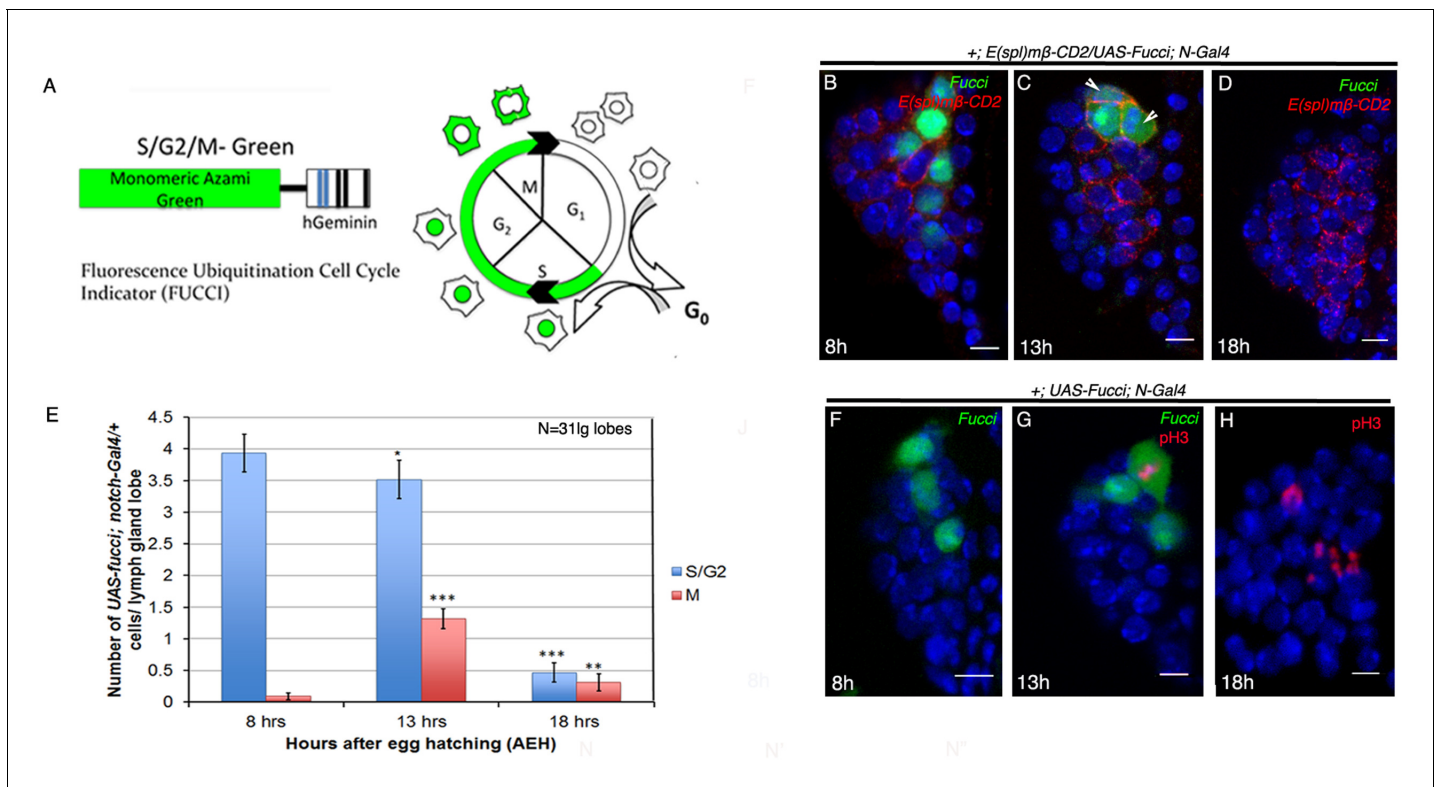 A
S/G2/M- Green
Monomeric Azami
Green
hGeminin
Fluorescence Ubiquitination Cell Cycle
Indicator (FUCCI)
M
G1
G2
S
G0
F
+; E(spl)mβ-CD2/UAS-Fucci; N-Gal4
B
Fucci
E(spl)mβ-CD2
8h
C
Fucci
13h
D
Fucci
E(spl)mβ-CD2
18h
E
Number of UAS-fucci; notch-Gal4/+
cells/ lymph gland lobe
4.5
4
3.5
3
2.5
2
1.5
1
0.5
0
N=31lg lobes
*
***
***
**
S/G2
M
8 hrs
13 hrs
18 hrs
Hours after egg hatching (AEH)
J
8h
N
N'
N"
+; UAS-Fucci; N-Gal4
F
Fucci
8h
G
Fucci
pH3
13h
H
pH3
18h